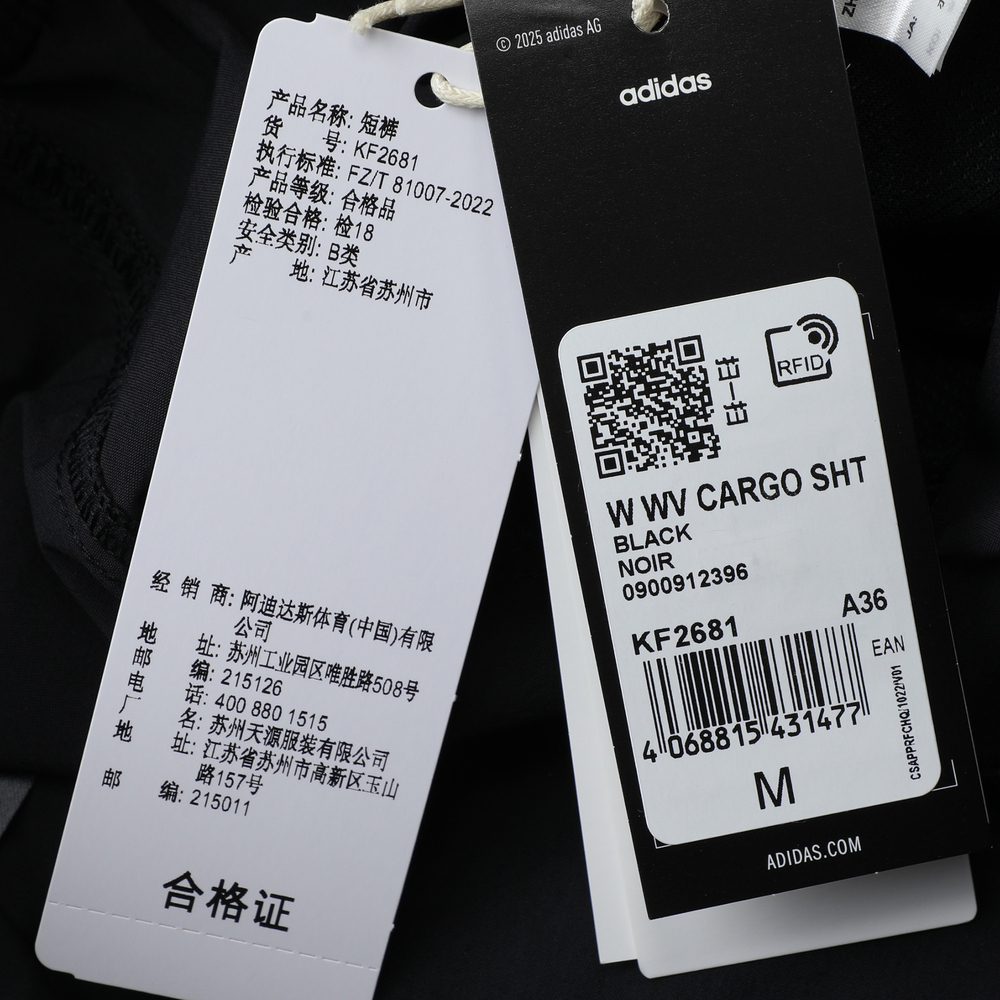 产品名称: 短裤
货 号: KF2681
执行标准: FZ/T 81007-2022
产品等级: 合格品
检验合格: 检18
安全类别: B类
产 地: 江苏省苏州市
经 销 商: 阿迪达斯体育(中国)有限
公司
地 址: 苏州工业园区唯胜路508号
邮 编: 215126
电 话: 400 880 1515
厂 名: 苏州天源服装有限公司
地 址: 江苏省苏州市高新区玉山
路157号
邮 编: 215011
合格证
© 2025 adidas AG
adidas
RFID
W WV CARGO SHT
BLACK
NOIR
0900912396
A36
KF2681
EAN
4 068815 431477
CSAPPRFCHQ/1022/V01
M
ADIDAS.COM
ZH
JA: